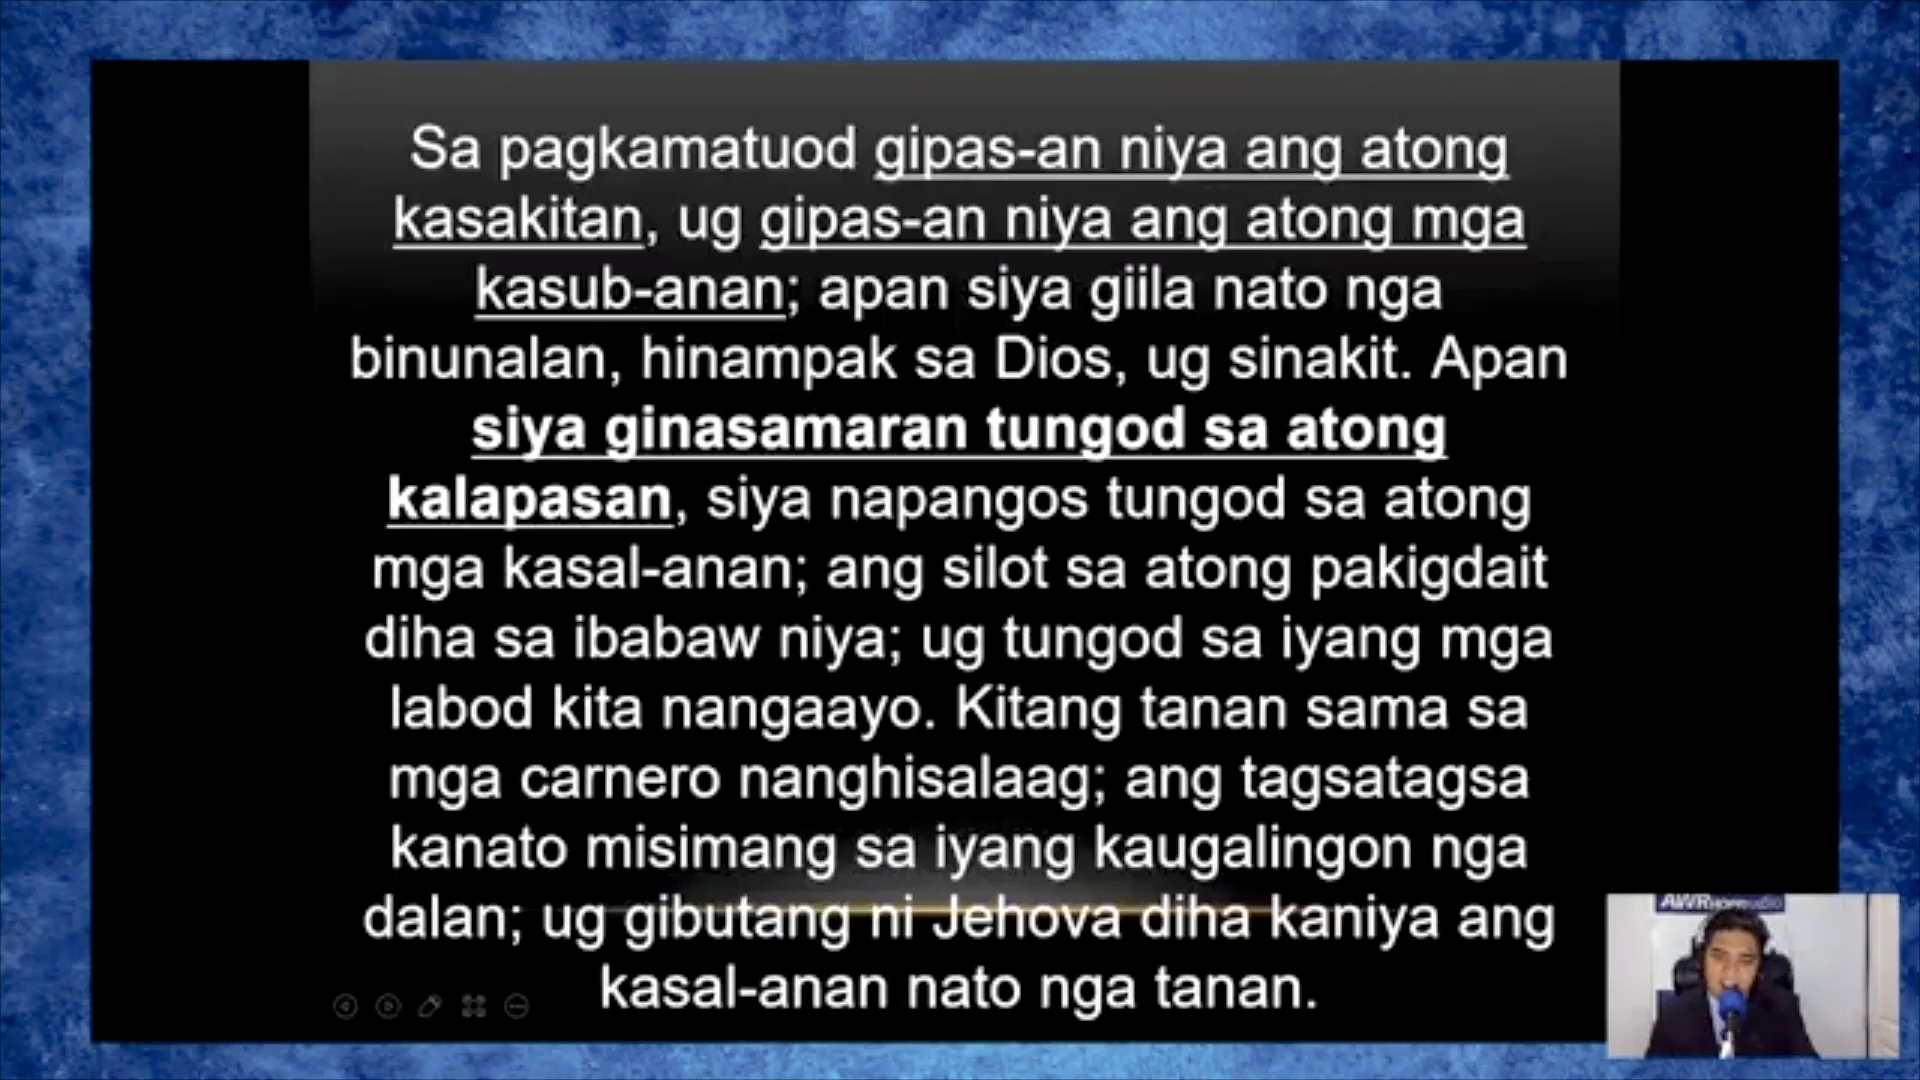 Sa pagkamatuod gipas-an niya ang atong
kasakitan, ug gipas-an niya ang atong mga
kasub-anan; apan siya giila nato nga
binunalan, hinampak sa Dios, ug sinakit. Apan
siya ginasamaran tungod sa atong
kalapasan, siya napangos tungod sa atong
mga kasal-anan; ang silot sa atong pakigdait
diha sa ibabaw niya; ug tungod sa iyang mga
labod kita nangaayo. Kitang tanan sama sa
mga carnero nanghisalaag; ang tagsatagsa
kanato misimang sa iyang kaugalingon nga
dalan; ug gibutang ni Jehova diha kaniya ang
kasal-anan nato nga tanan.
AWR